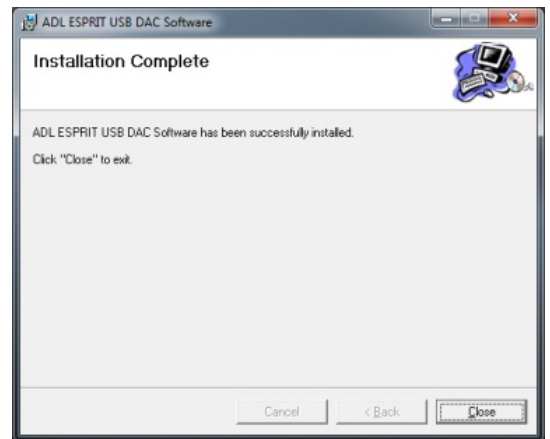 ADL ESPRIT USB DAC Software
Installation Complete
ADL ESPRIT USB DAC Software has been successfully installed.
Click "Close" to exit.
Cancel
< Back
Close